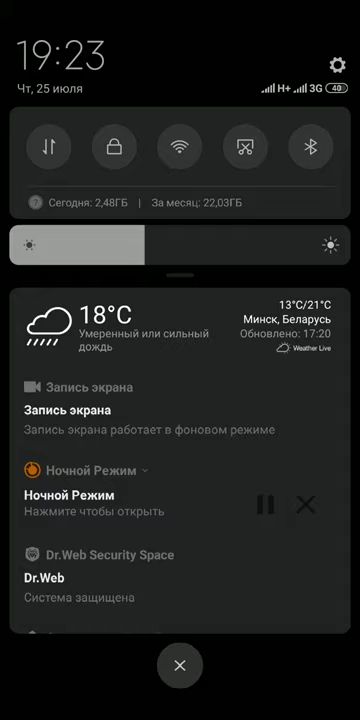 19:23
Чт, 25 июля
H+ 3G 40
Сегодня: 2,48ГБ | За месяц: 22,03ГБ
18°C
Умеренный или сильный
дождь
13°C/21°C
Минск, Беларусь
Обновлено: 17:20
Weather Live
Запись экрана
Запись экрана
Запись экрана работает в фоновом режиме
Ночной Режим
Ночной Режим
Нажмите чтобы открыть
Dr.Web Security Space
Dr.Web
Система защищена